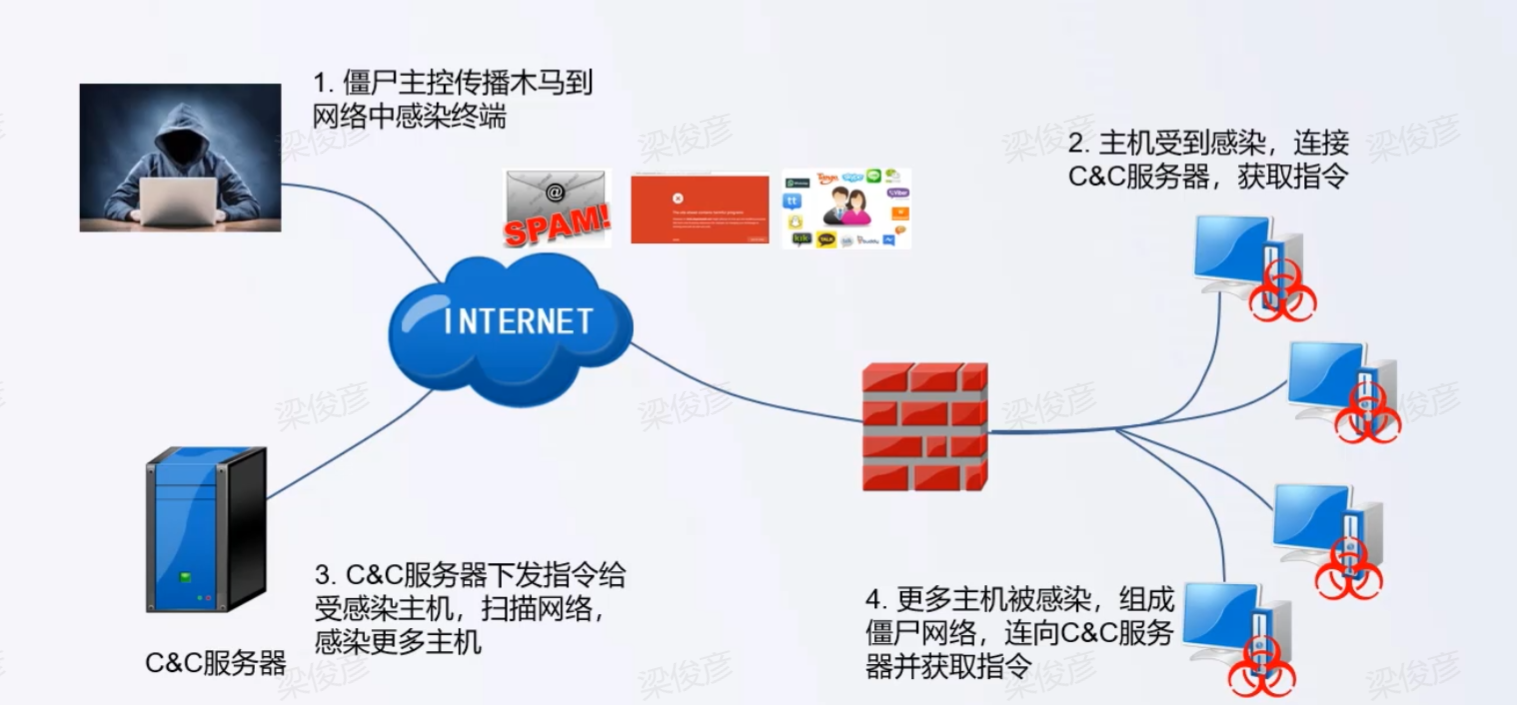 1. 僵尸主控传播木马到
网络中感染终端
2. 主机受到感染，连接
C&C服务器，获取指令
@
SPAM!
INTERNET
3. C&C服务器下发指令给
受感染主机，扫描网络，
感染更多主机
C&C服务器
4. 更多主机被感染，组成
僵尸网络，连向C&C服务
器并获取指令
梁俊彦
梁俊彦
梁俊彦
梁俊彦
梁俊彦
梁俊彦
梁俊彦
梁俊彦
梁俊彦
梁俊彦
梁俊彦
梁俊彦